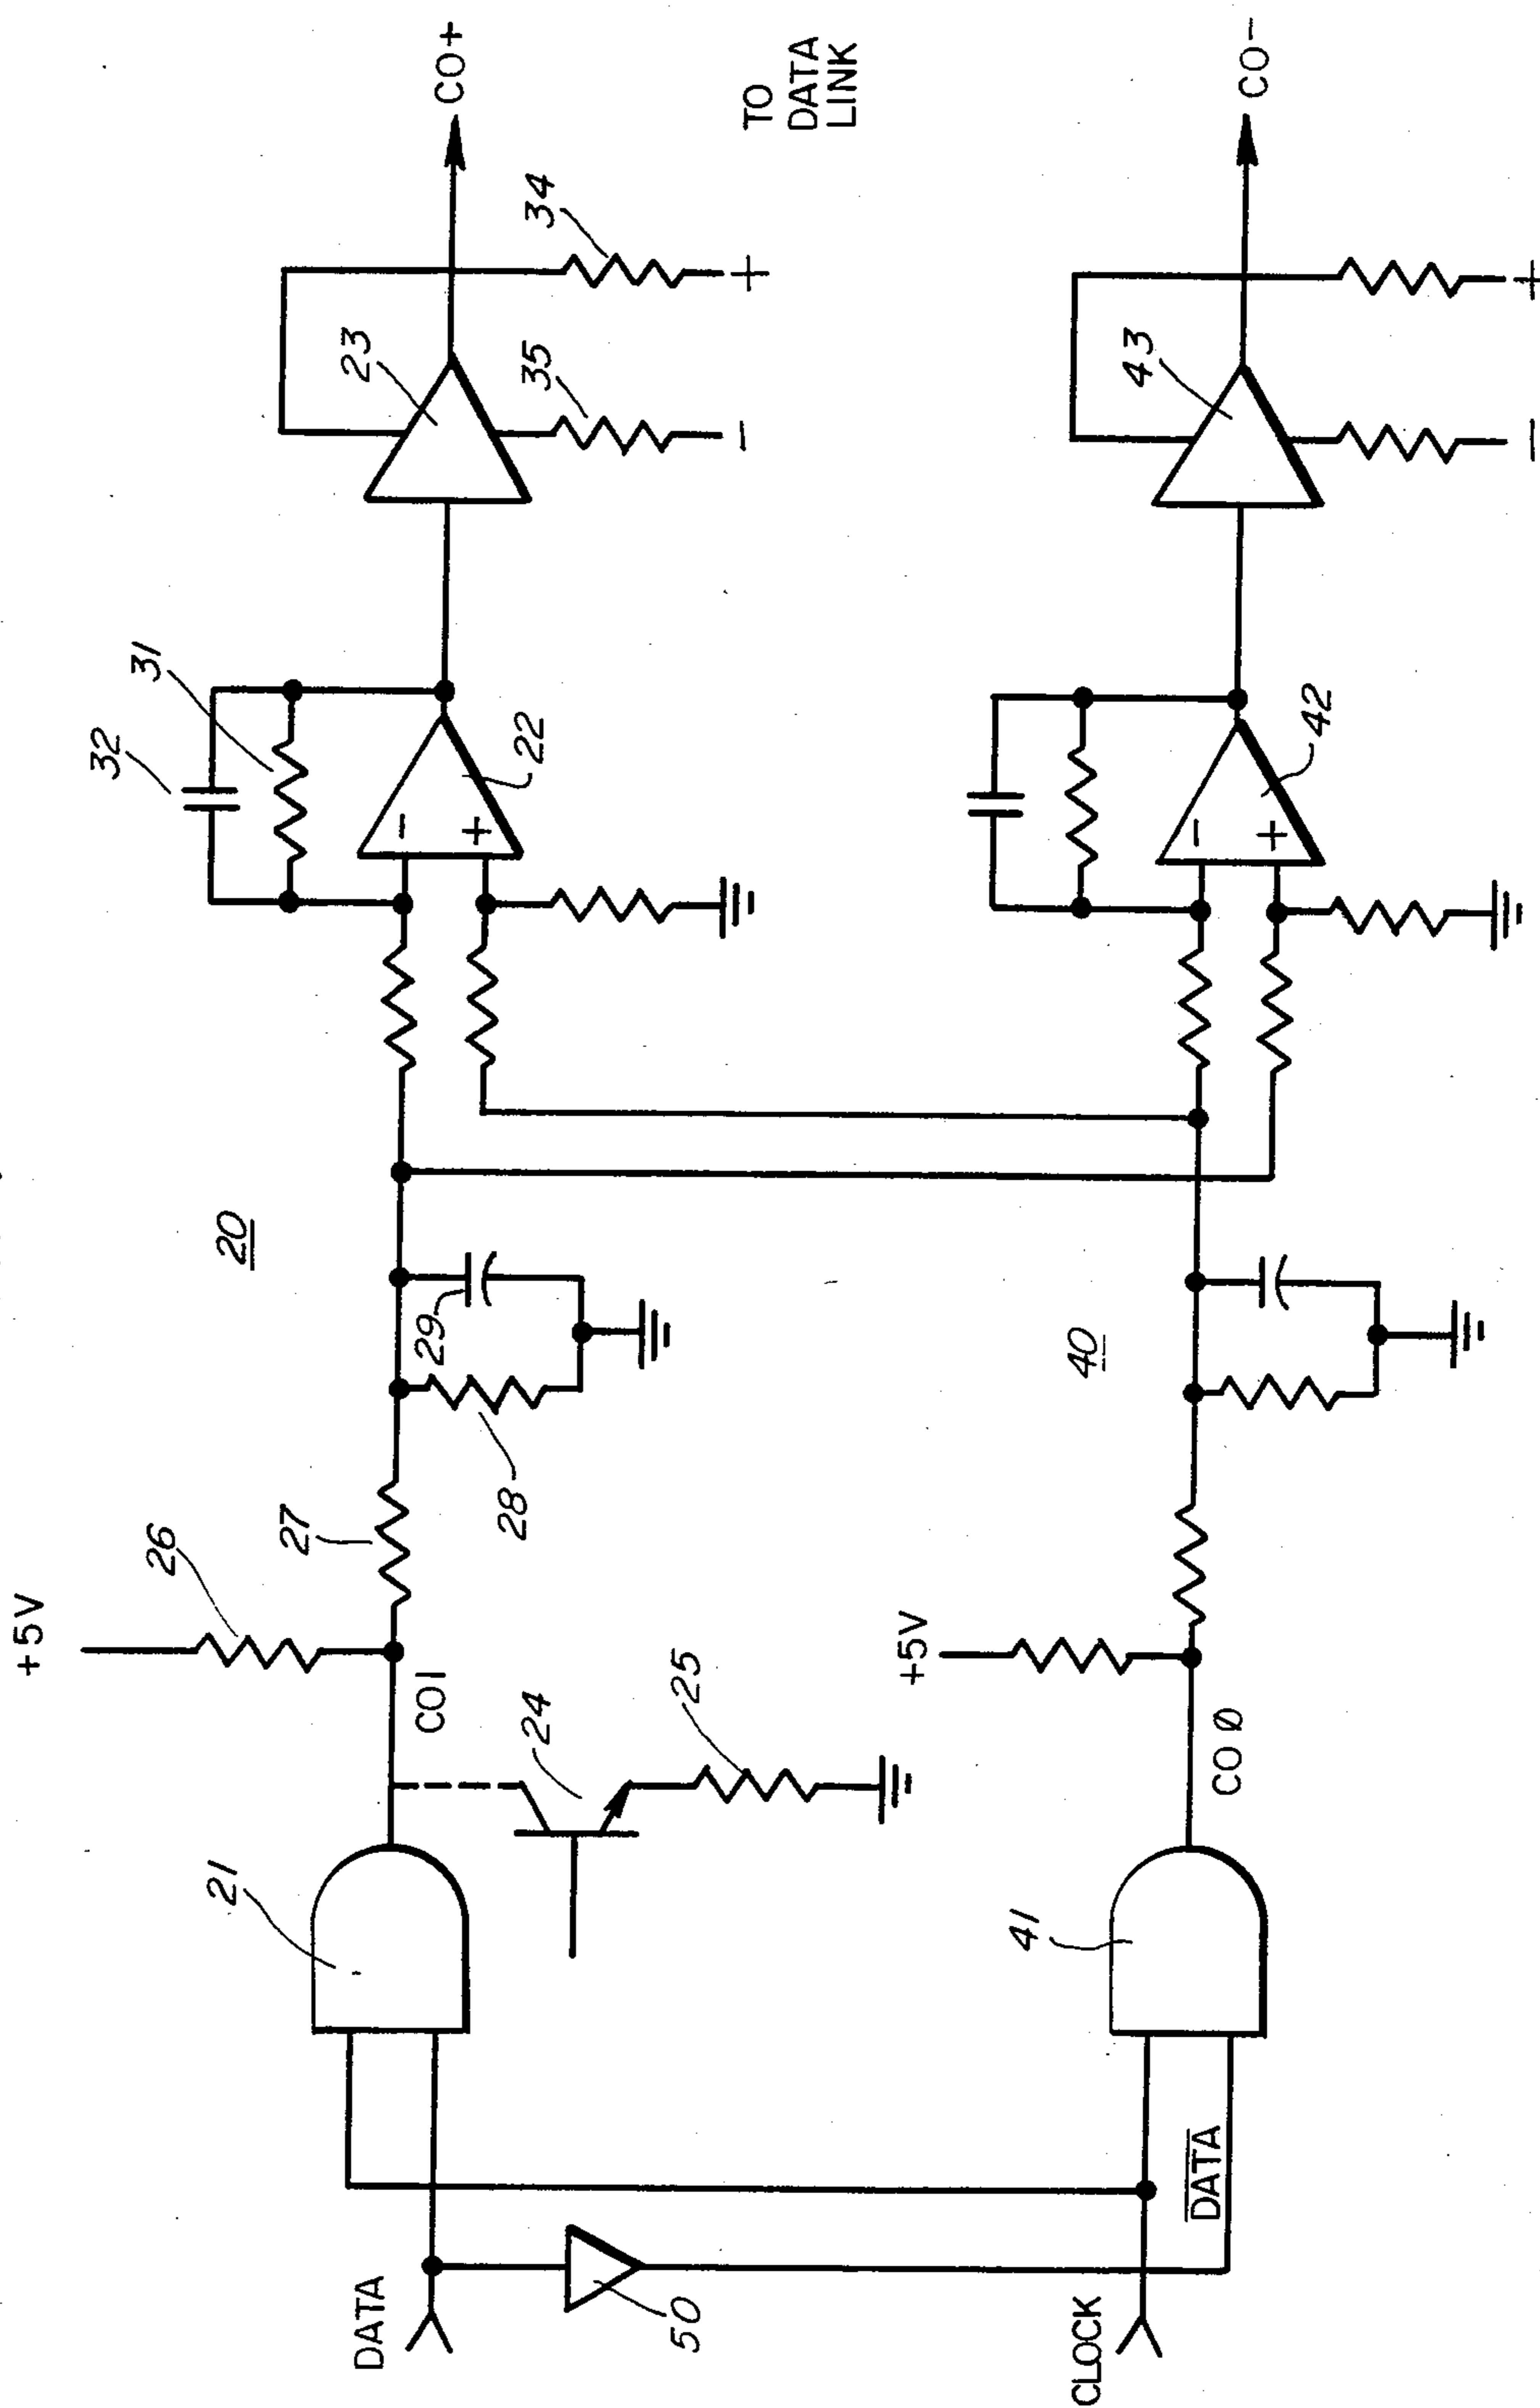 +5V
26
27
20
32
31
23
34
CO+
21
CO1
24
25
28
29
-
+
22
35
-
+
TO
DATA
LINK
DATA
50
CLOCK
DATA
41
+5V
COØ
40
-
+
42
43
-
+
CO-